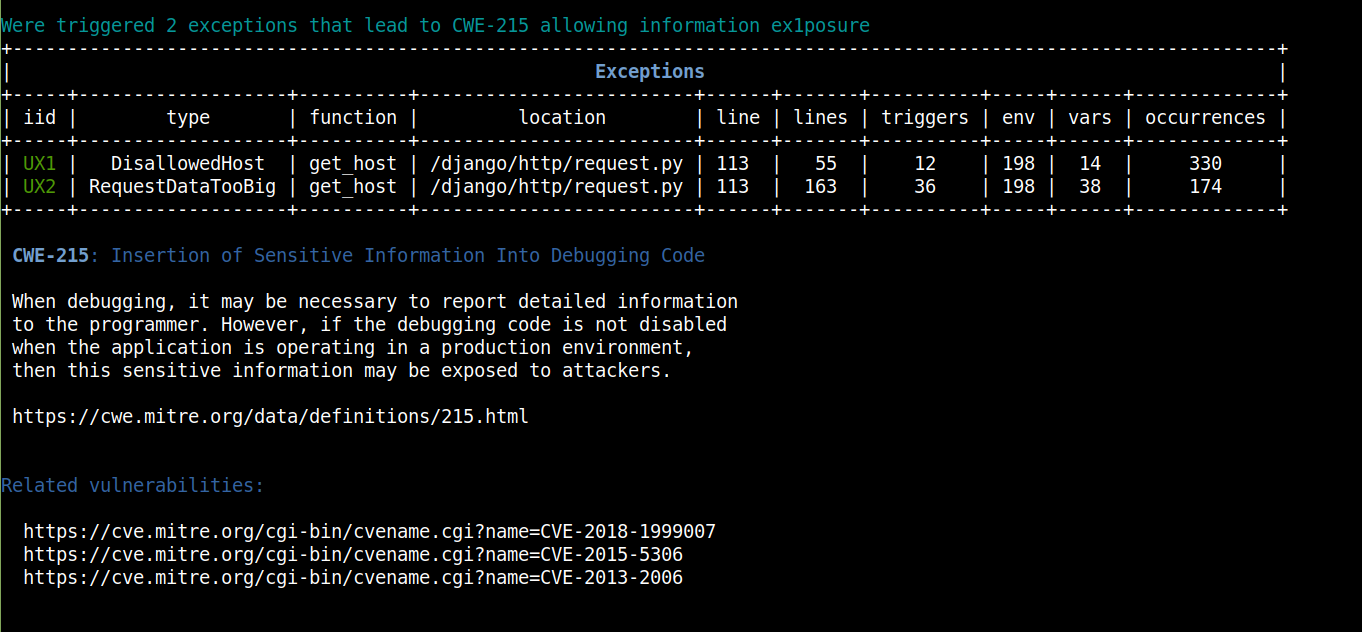 Were triggered 2 exceptions that lead to CWE-215 allowing information ex1posure
+-------------------------------------------------------------------------------------------------------------------+
|                                                     Exceptions                                                    |
+-----+-------------------+----------+-------------------------+------+-------+----------+-----+------+-------------+
| iid |        type       | function |         location        | line | lines | triggers | env | vars | occurrences |
+-----+-------------------+----------+-------------------------+------+-------+----------+-----+------+-------------+
| UX1 |   DisallowedHost  | get_host | /django/http/request.py | 113  |   55  |    12    | 198 |  14  |     330     |
| UX2 | RequestDataTooBig | get_host | /django/http/request.py | 113  |  163  |    36    | 198 |  38  |     174     |
+-----+-------------------+----------+-------------------------+------+-------+----------+-----+------+-------------+
CWE-215: Insertion of Sensitive Information Into Debugging Code
When debugging, it may be necessary to report detailed information
to the programmer. However, if the debugging code is not disabled
when the application is operating in a production environment,
then this sensitive information may be exposed to attackers.
https://cwe.mitre.org/data/definitions/215.html
Related vulnerabilities:
https://cve.mitre.org/cgi-bin/cvename.cgi?name=CVE-2018-1999007
https://cve.mitre.org/cgi-bin/cvename.cgi?name=CVE-2015-5306
https://cve.mitre.org/cgi-bin/cvename.cgi?name=CVE-2013-2006